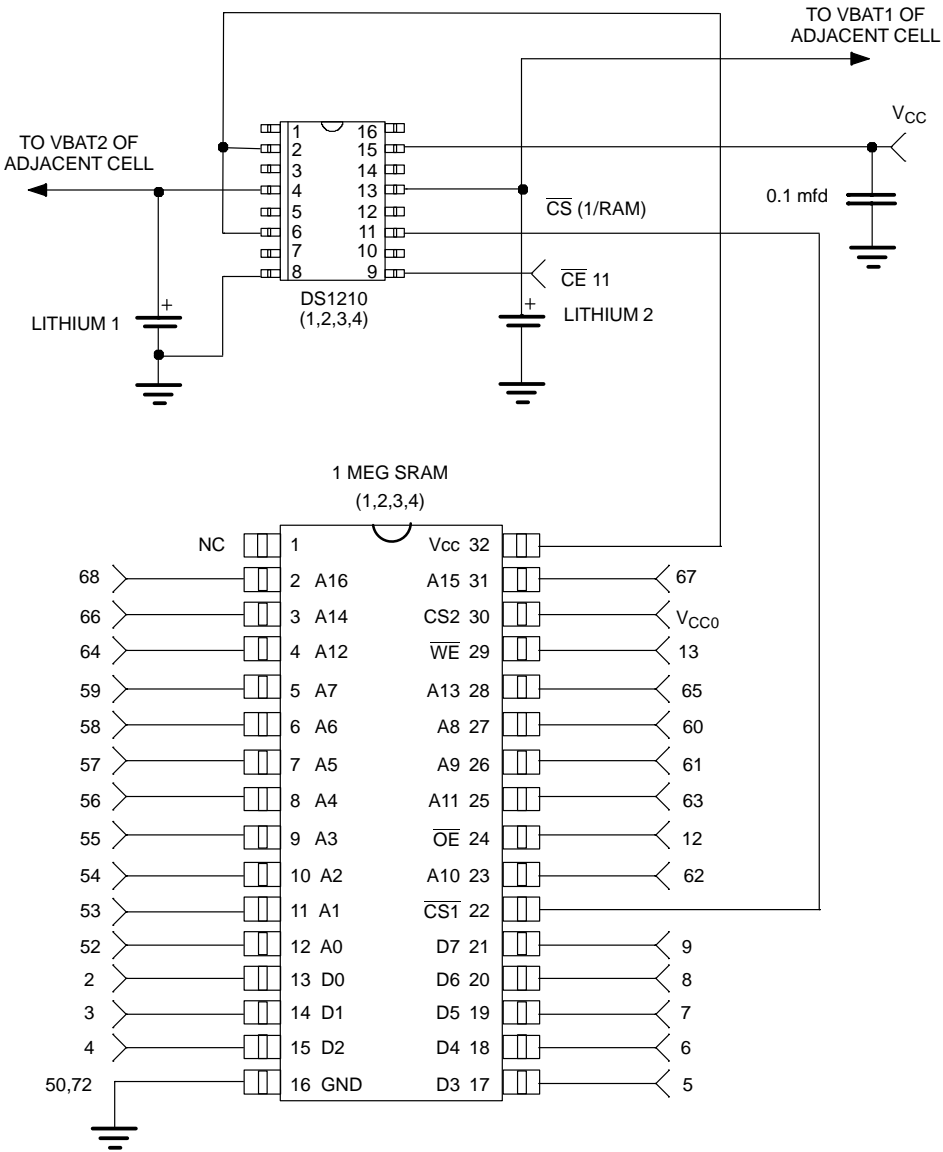 TO VBAT1 OF
ADJACENT CELL
VCC
TO VBAT2 OF
ADJACENT CELL
1 16
2 15
3 14
4 13
5 12
6 11
7 10
8 9
0.1 mfd
C̅S̅ (1/RAM)
C̅E̅ 11
DS1210
(1,2,3,4)
+
LITHIUM 1
+
LITHIUM 2
1 MEG SRAM
(1,2,3,4)
NC 1 Vcc 32
68 2 A16 A15 31 67
66 3 A14 CS2 30 VCC0
64 4 A12 W̅E̅ 29 13
59 5 A7 A13 28 65
58 6 A6 A8 27 60
57 7 A5 A9 26 61
56 8 A4 A11 25 63
55 9 A3 O̅E̅ 24 12
54 10 A2 A10 23 62
53 11 A1 C̅S̅1̅ 22
52 12 A0 D7 21 9
2 13 D0 D6 20 8
3 14 D1 D5 19 7
4 15 D2 D4 18 6
50,72 16 GND D3 17 5